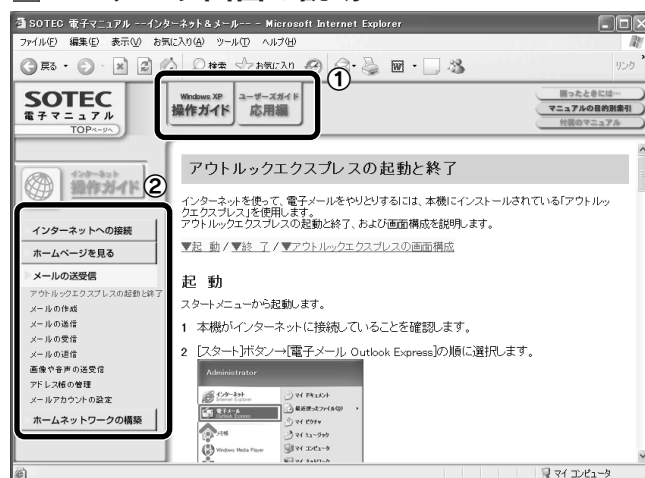 SOTEC 電子マニュアル --インターネット&メール-- - Microsoft Internet Explorer
ファイル(F) 編集(E) 表示(V) お気に入り(A) ツール(T) ヘルプ(H)
戻る 検索 お気に入り リンク
①
SOTEC
電子マニュアル
TOPページへ
Windows XP
操作ガイド
ユーザーズガイド
応用編
困ったときには…
マニュアルの目的別索引
付属のマニュアル
インターネット
操作ガイド
②
インターネットへの接続
ホームページを見る
メールの送受信
アウトルックエクスプレスの起動と終了
メールの作成
メールの送信
メールの受信
メールの返信
画像や音声の送受信
アドレス帳の管理
メールアカウントの設定
ホームネットワークの構築
アウトルックエクスプレスの起動と終了
インターネットを使って、電子メールをやりとりするには、本機にインストールされている「アウトルッ
クエクスプレス」を使用します。
アウトルックエクスプレスの起動と終了、および画面構成を説明します。
▼起 動 / ▼終 了 / ▼アウトルックエクスプレスの画面構成
起 動
スタートメニューから起動します。
1 本機がインターネットに接続していることを確認します。
2 [スタート]ボタン→[電子メール Outlook Express]の順に選択します。
Administrator
インターネット
Internet Explorer
電子メール
Outlook Express
メモ帳
Windows Media Player
マイ ドキュメント
最近使ったファイル(D)
マイ ピクチャ
マイ ミュージック
マイ コンピュータ
マイ コンピュータ